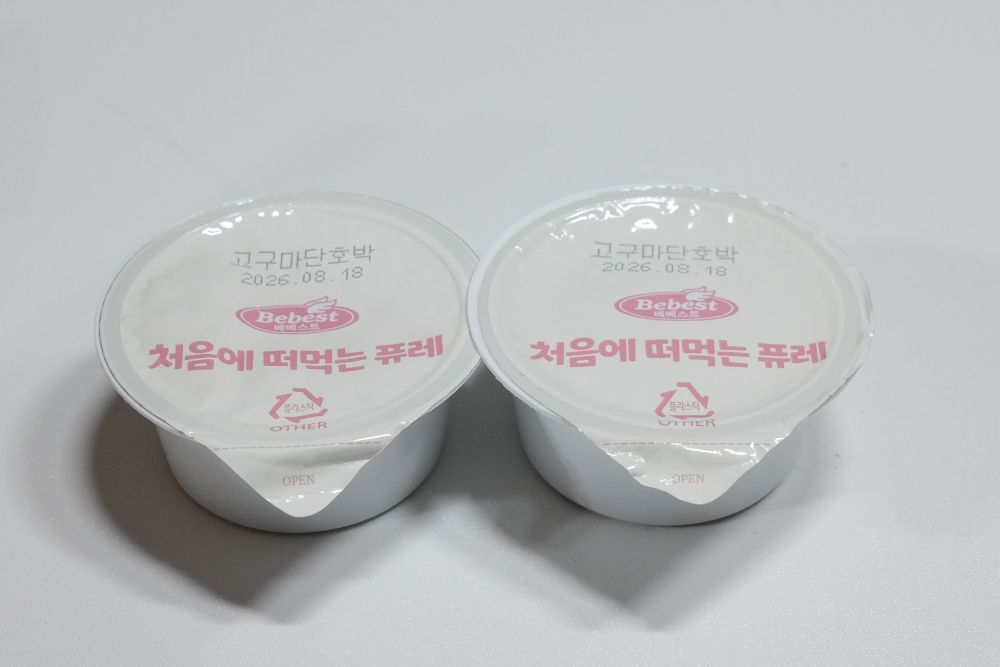 고구마단호박
2026.08.18
Bebest
베베스트
처음에 떠먹는 퓨레
플라스틱
OTHER
OPEN
고구마단호박
2026.08.18
Bebest
베베스트
처음에 떠먹는 퓨레
플라스틱
OTHER
OPEN